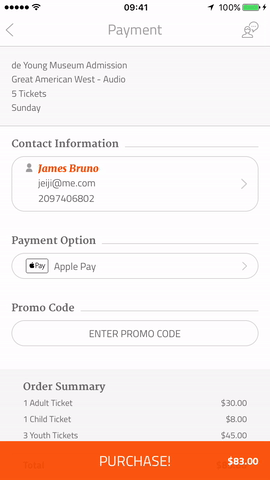 09:41
100%
Payment
de Young Museum Admission
Great American West - Audio
5 Tickets
Sunday
Contact Information
James Bruno
jeiji@me.com
2097406802
Payment Option
Pay Apple Pay
Promo Code
ENTER PROMO CODE
Order Summary
1 Adult Ticket $30.00
1 Child Ticket $8.00
3 Youth Tickets $45.00
Total
PURCHASE! $83.00